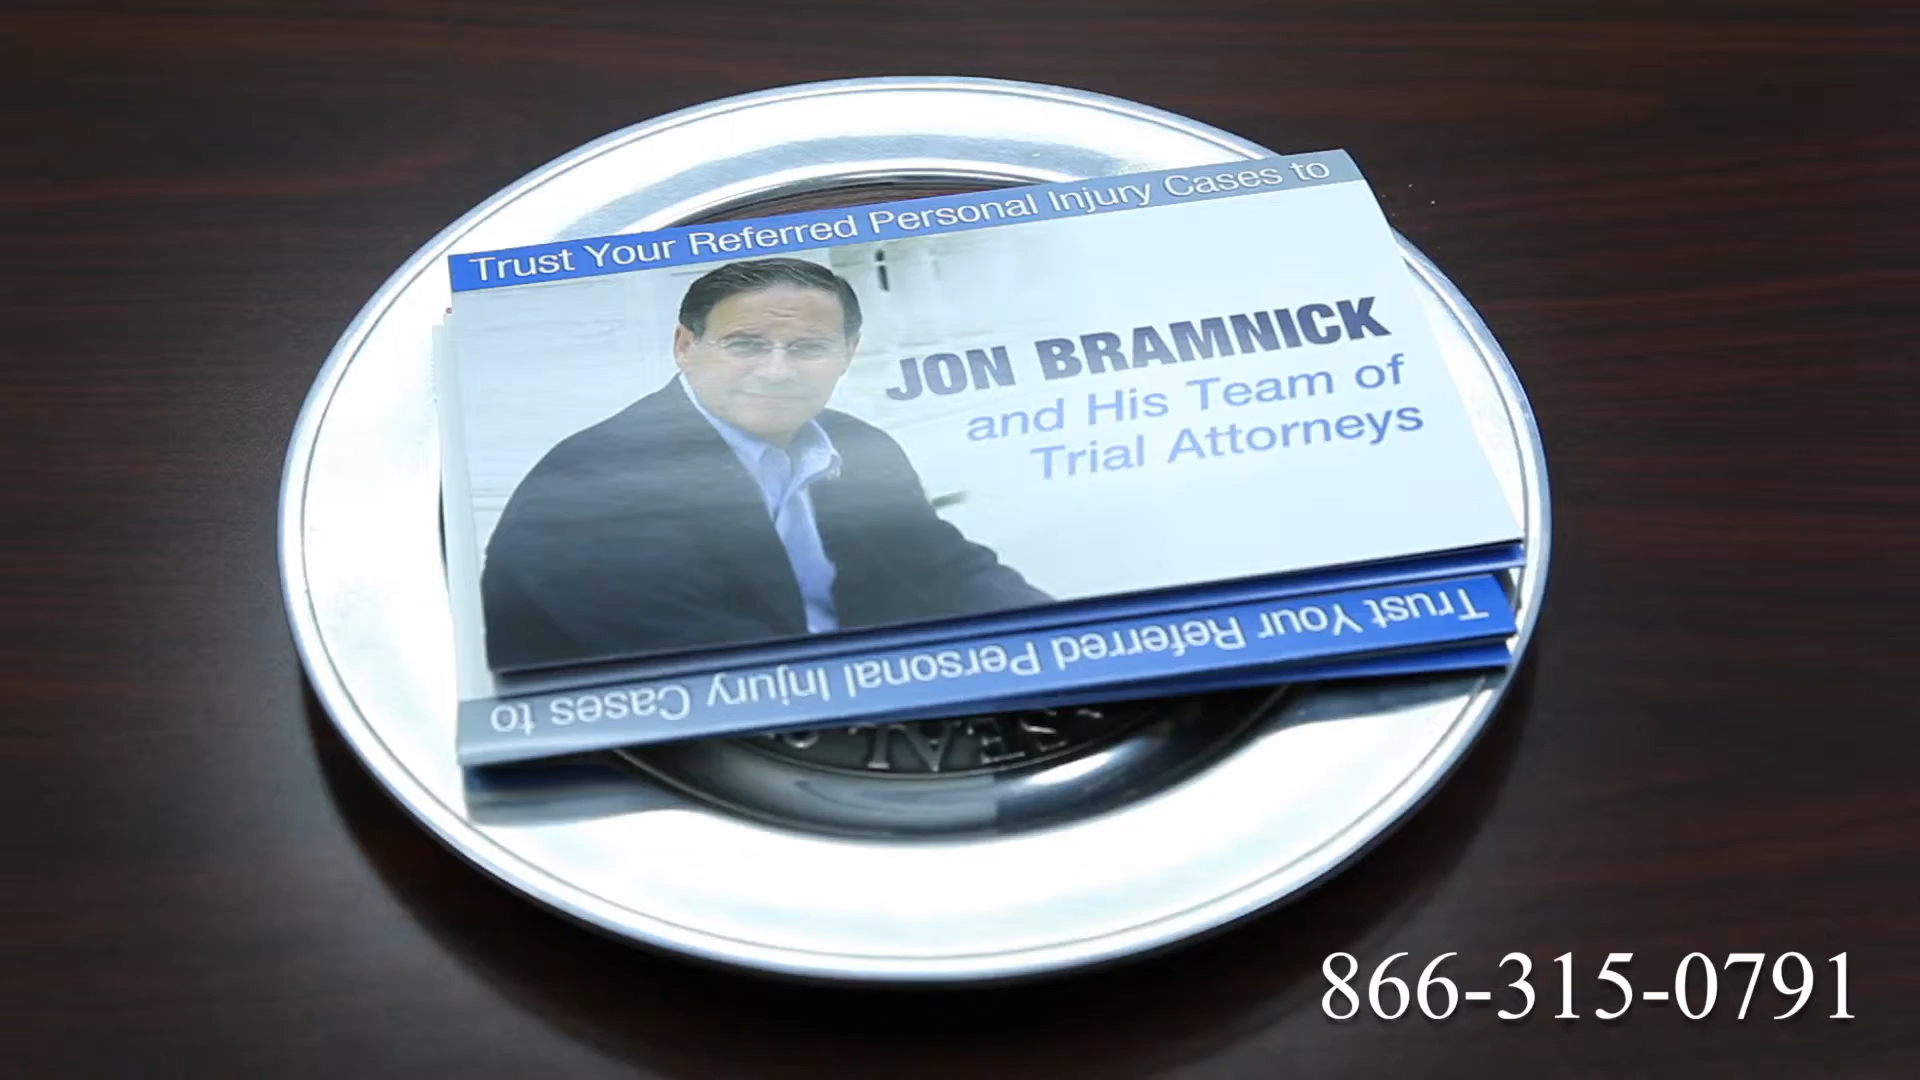 Trust Your Referred Personal Injury Cases to
JON BRAMNICK
and His Team of
Trial Attorneys
Trust Your Referred Personal Injury Cases to
SEAL O
866-315-0791